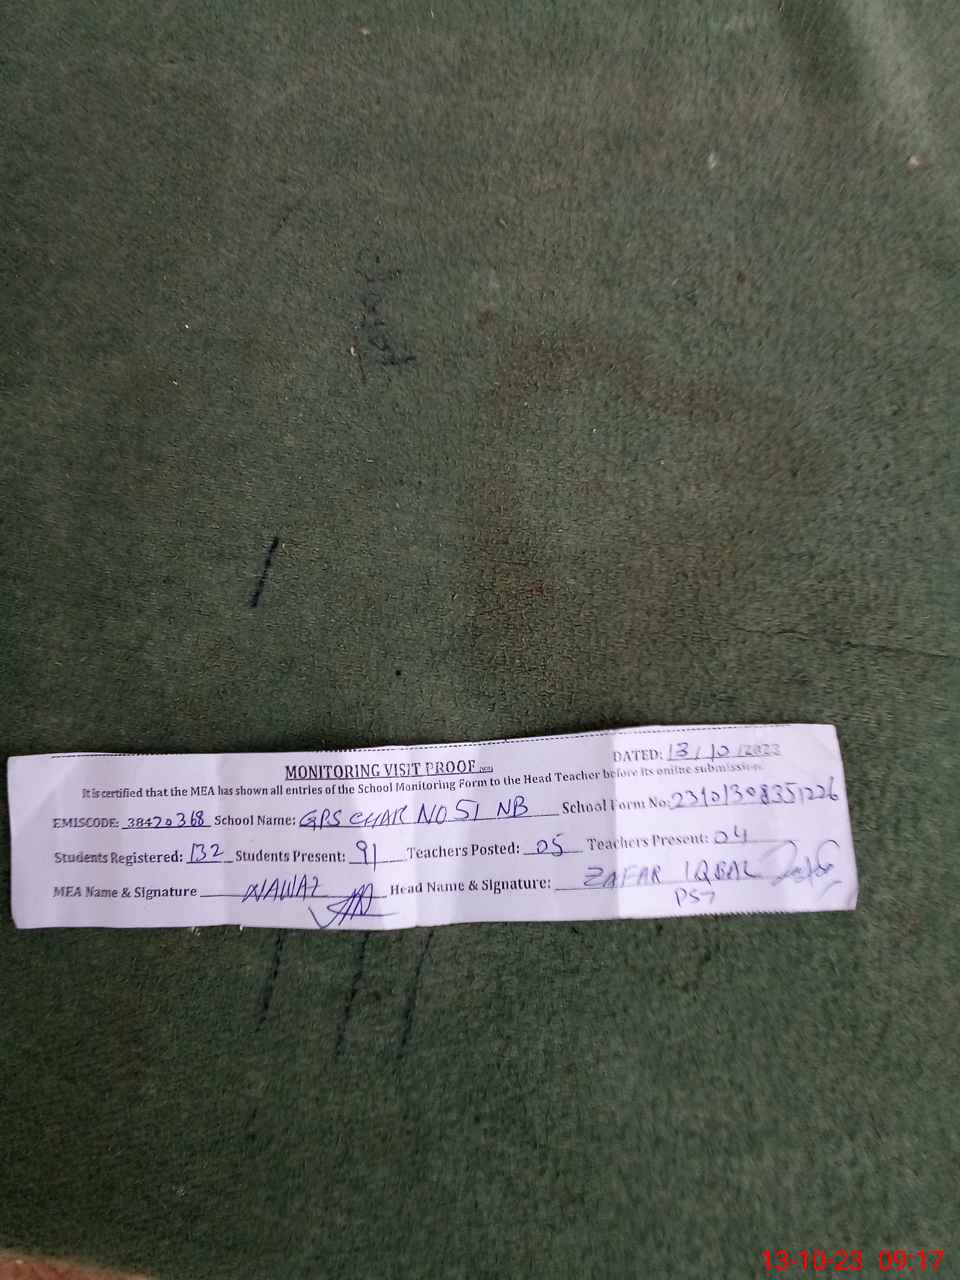 DATED: 13/10/2023
MONITORING VISIT PROOF
It is certified that the MEA has shown all entries of the School Monitoring Form to the Head Teacher before its online submission.
EMISCODE: 38420368 School Name: GPS CHAK NO 51 NB School Form No: 23101308351226
Students Registered: 132 Students Present: 91 Teachers Posted: 05 Teachers Present: 04
MEA Name & Signature NAWAZ Head Name & Signature: ZAFAR IQBAL
PST
13-10-23 09:17